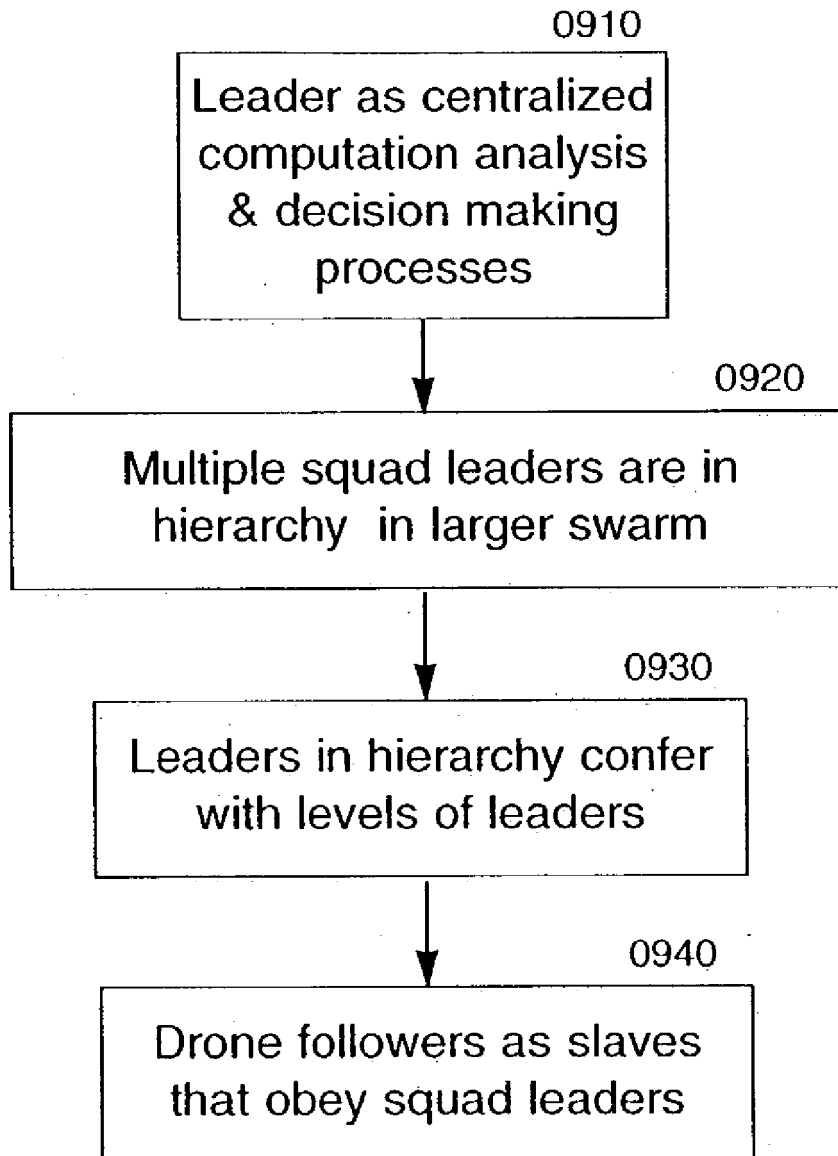 0910
Leader as centralized
computation analysis
& decision making
processes
0920
Multiple squad leaders are in
hierarchy in larger swarm
0930
Leaders in hierarchy confer
with levels of leaders
0940
Drone followers as slaves
that obey squad leaders